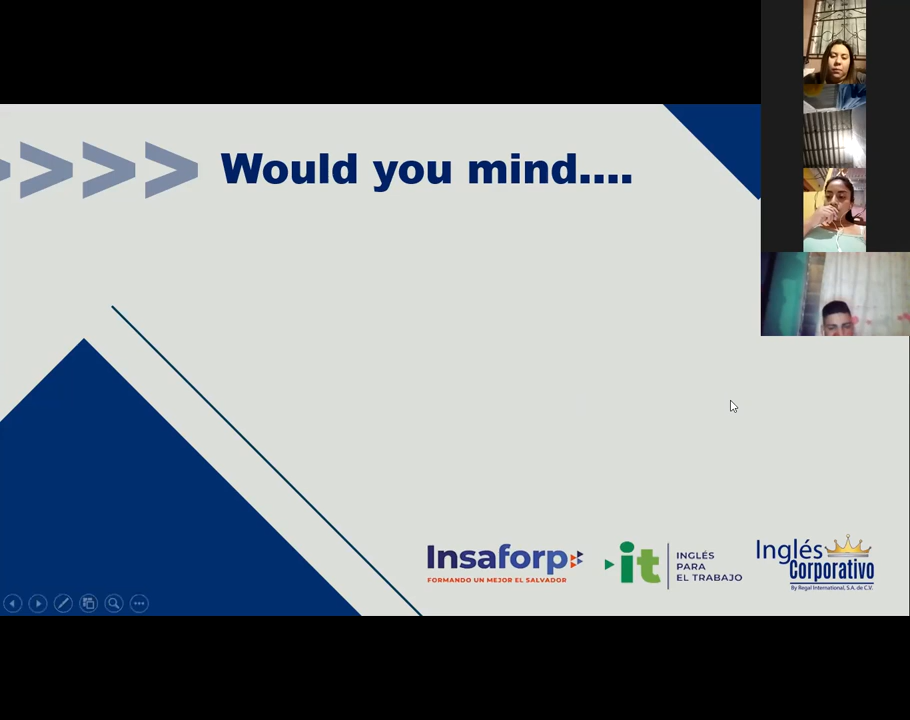 Would you mind....
Insaforp
FORMANDO UN MEJOR EL SALVADOR
it
INGLÉS
PARA
EL TRABAJO
Inglés
Corporativo
By Regal International, S.A. de C.V.